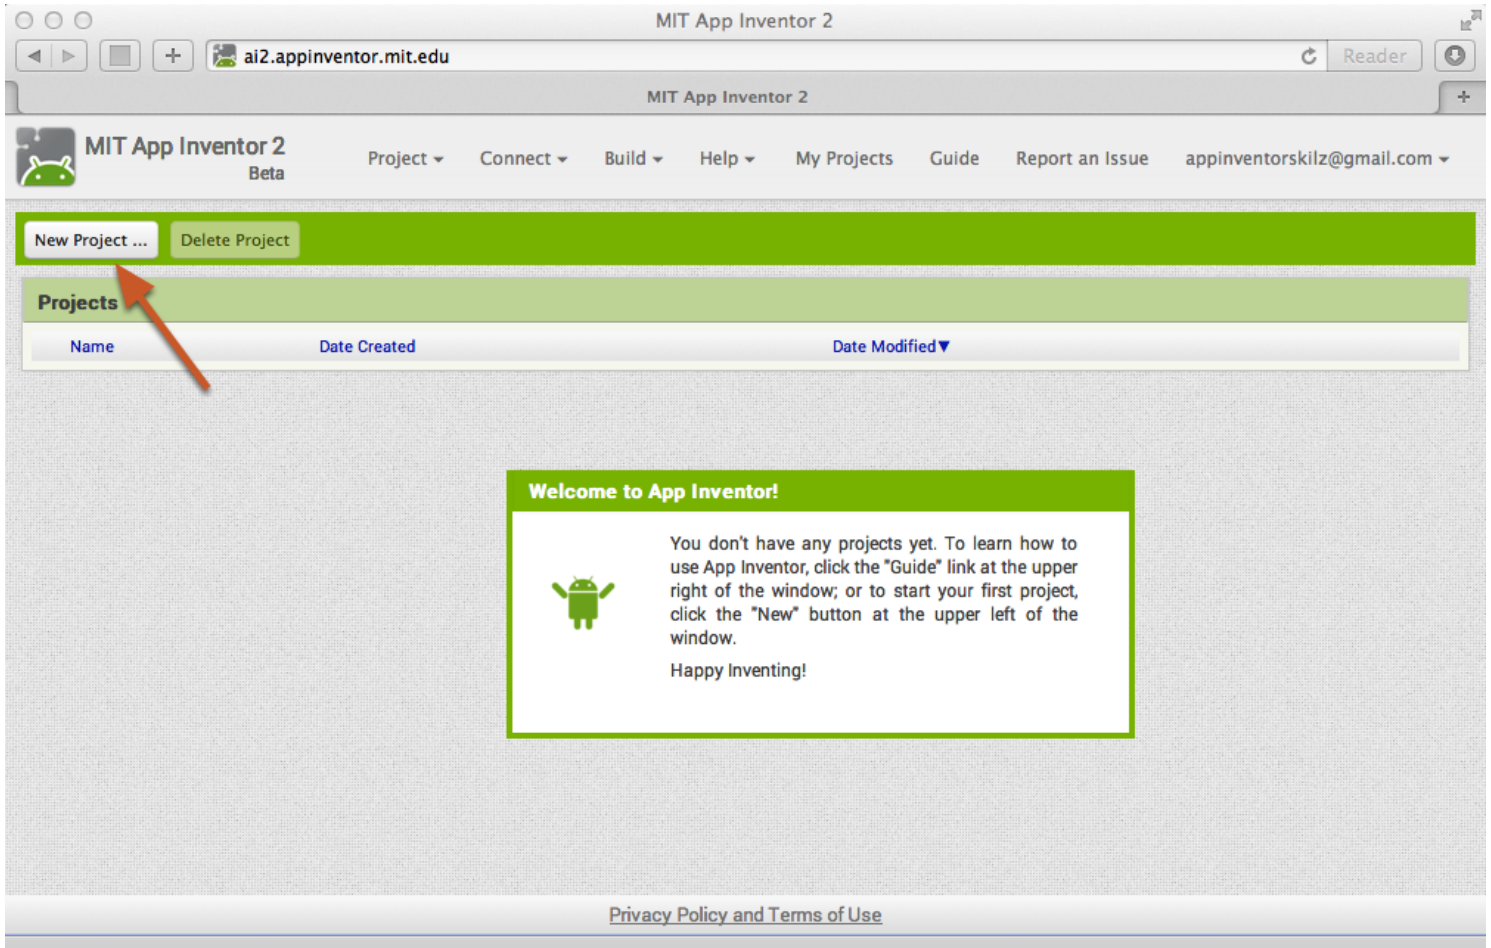 MIT App Inventor 2
ai2.appinventor.mit.edu
Reader
MIT App Inventor 2
MIT App Inventor 2
Beta
Project Connect Build Help My Projects Guide Report an Issue appinventorskilz@gmail.com
New Project ... Delete Project
Projects
Name Date Created Date Modified▼
Welcome to App Inventor!
You don't have any projects yet. To learn how to
use App Inventor, click the "Guide" link at the upper
right of the window; or to start your first project,
click the "New" button at the upper left of the
window.
Happy Inventing!
Privacy Policy and Terms of Use